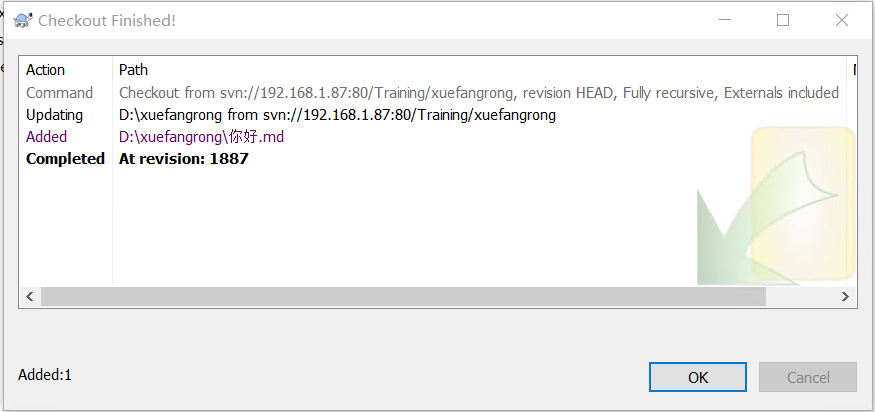 Checkout Finished!
Action Path
Command Checkout from svn://192.168.1.87:80/Training/xuefangrong, revision HEAD, Fully recursive, Externals included
Updating D:\xuefangrong from svn://192.168.1.87:80/Training/xuefangrong
Added D:\xuefangrong\你好.md
Completed At revision: 1887
Added:1
OK Cancel